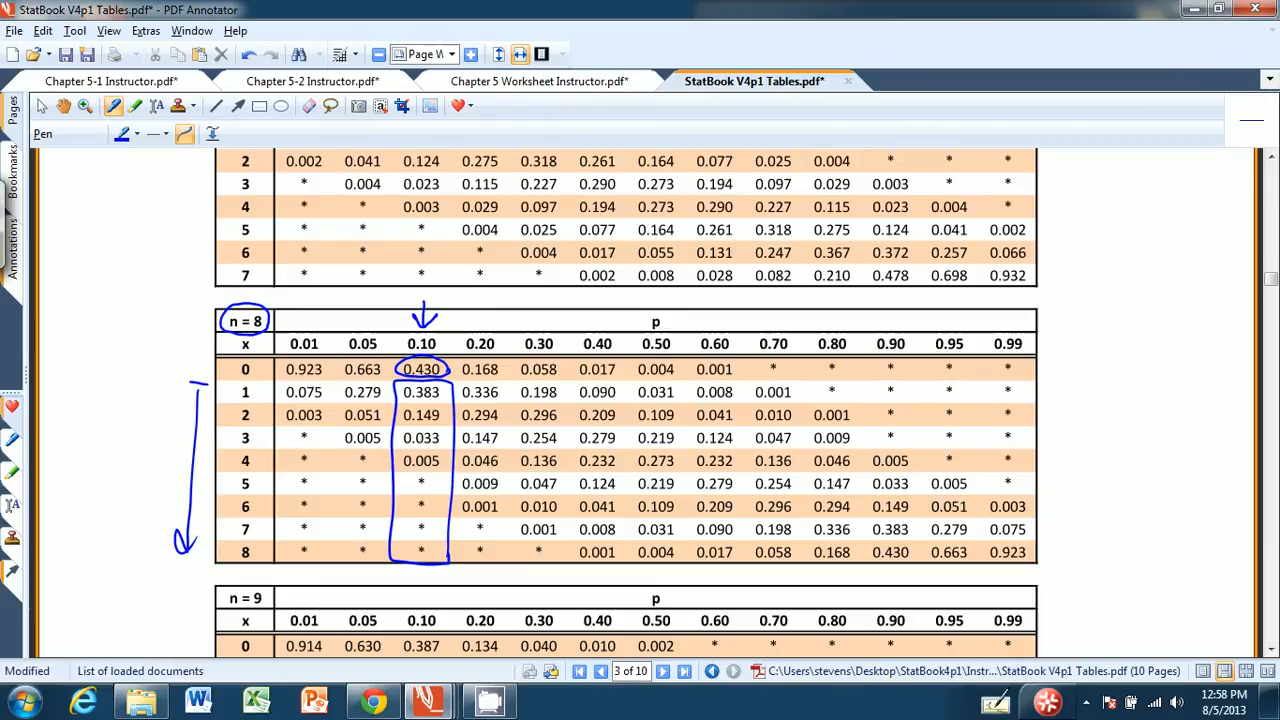 StatBook V4p1 Tables.pdf* - PDF Annotator
File Edit Tool View Extras Window Help
Page W
Chapter 5-1 Instructor.pdf* Chapter 5-2 Instructor.pdf* Chapter 5 Worksheet Instructor.pdf* StatBook V4p1 Tables.pdf*
Pen
Pages
Bookmarks
Annotations
2 0.002 0.041 0.124 0.275 0.318 0.261 0.164 0.077 0.025 0.004 * * *
3 * 0.004 0.023 0.115 0.227 0.290 0.273 0.194 0.097 0.029 0.003 * *
4 * * 0.003 0.029 0.097 0.194 0.273 0.290 0.227 0.115 0.023 0.004 *
5 * * * 0.004 0.025 0.077 0.164 0.261 0.318 0.275 0.124 0.041 0.002
6 * * * * 0.004 0.017 0.055 0.131 0.247 0.367 0.372 0.257 0.066
7 * * * * * 0.002 0.008 0.028 0.082 0.210 0.478 0.698 0.932
n = 8 p
x 0.01 0.05 0.10 0.20 0.30 0.40 0.50 0.60 0.70 0.80 0.90 0.95 0.99
0 0.923 0.663 0.430 0.168 0.058 0.017 0.004 0.001 * * * * *
1 0.075 0.279 0.383 0.336 0.198 0.090 0.031 0.008 0.001 * * * *
2 0.003 0.051 0.149 0.294 0.296 0.209 0.109 0.041 0.010 0.001 * * *
3 * 0.005 0.033 0.147 0.254 0.279 0.219 0.124 0.047 0.009 * * *
4 * * 0.005 0.046 0.136 0.232 0.273 0.232 0.136 0.046 0.005 * *
5 * * * 0.009 0.047 0.124 0.219 0.279 0.254 0.147 0.033 0.005 *
6 * * * 0.001 0.010 0.041 0.109 0.209 0.296 0.294 0.149 0.051 0.003
7 * * * * 0.001 0.008 0.031 0.090 0.198 0.336 0.383 0.279 0.075
8 * * * * * 0.001 0.004 0.017 0.058 0.168 0.430 0.663 0.923
n = 9 p
x 0.01 0.05 0.10 0.20 0.30 0.40 0.50 0.60 0.70 0.80 0.90 0.95 0.99
0 0.914 0.630 0.387 0.134 0.040 0.010 0.002 * * * * * *
Modified List of loaded documents 3 of 10 C:\Users\stevens\Desktop\StatBook4p1\Instr...\StatBook V4p1 Tables.pdf (10 Pages)
12:58 PM
8/5/2013